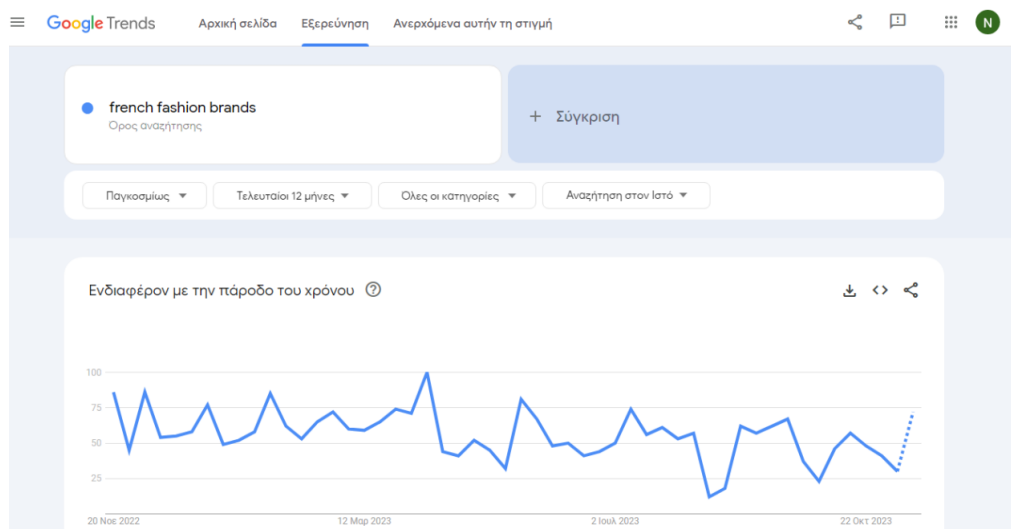 Google Trends Αρχική σελίδα Εξερεύνηση Ανερχόμενα αυτήν τη στιγμή N
french fashion brands
Όρος αναζήτησης
+ Σύγκριση
Παγκοσμίως Τελευταίοι 12 μήνες Όλες οι κατηγορίες Αναζήτηση στον Ιστό
Ενδιαφέρον με την πάροδο του χρόνου
100
75
50
25
20 Νοε 2022 12 Μαρ 2023 2 Ιουλ 2023 22 Οκτ 2023